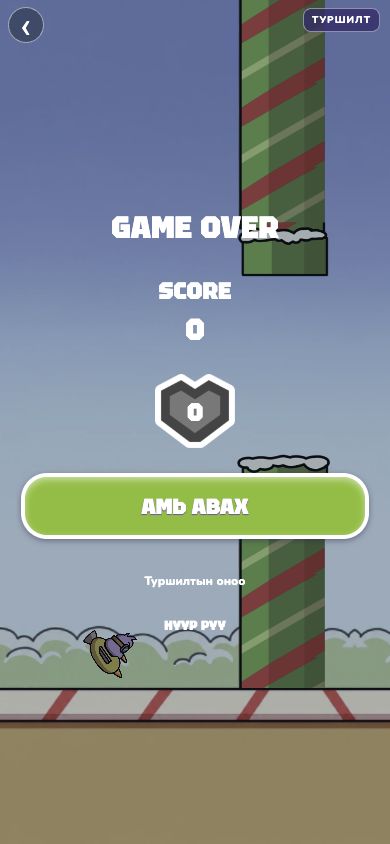 ТУРШИЛТ
GAME OVER
SCORE
0
0
АМЬ АВАХ
Туршилтын оноо
НҮҮР РҮҮ